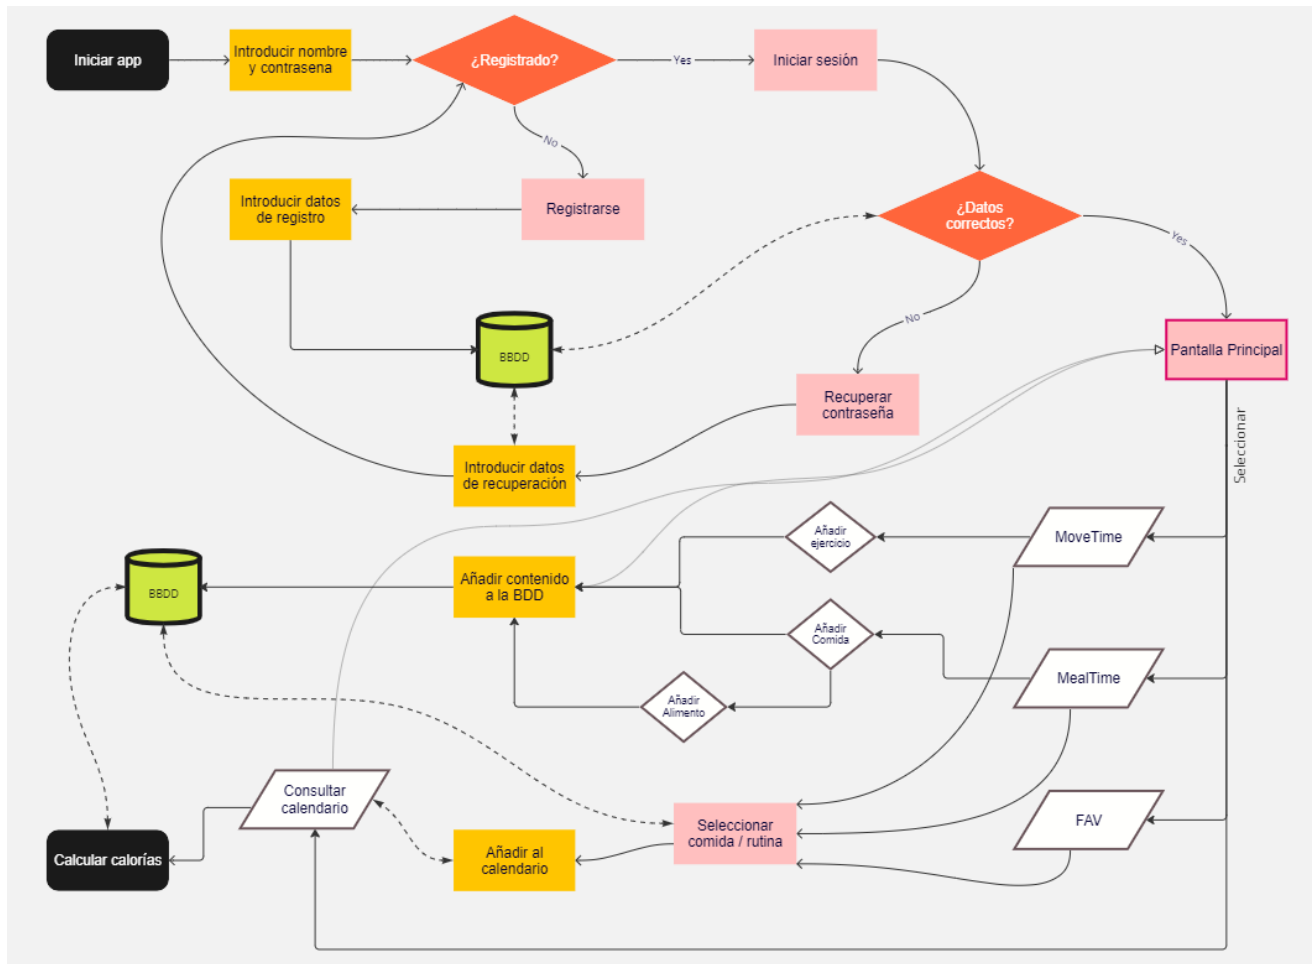 Iniciar app
Introducir nombre
y contrasena
¿Registrado?
Yes
Iniciar sesión
No
Introducir datos
de registro
Registrarse
¿Datos
correctos?
Yes
BBDD
No
Pantalla Principal
Recuperar
contraseña
Seleccionar
Introducir datos
de recuperación
Añadir
ejercicio
MoveTime
BBDD
Añadir contenido
a la BDD
Añadir
Comida
MealTime
Añadir
Alimento
Consultar
calendario
FAV
Seleccionar
comida / rutina
Calcular calorías
Añadir al
calendario